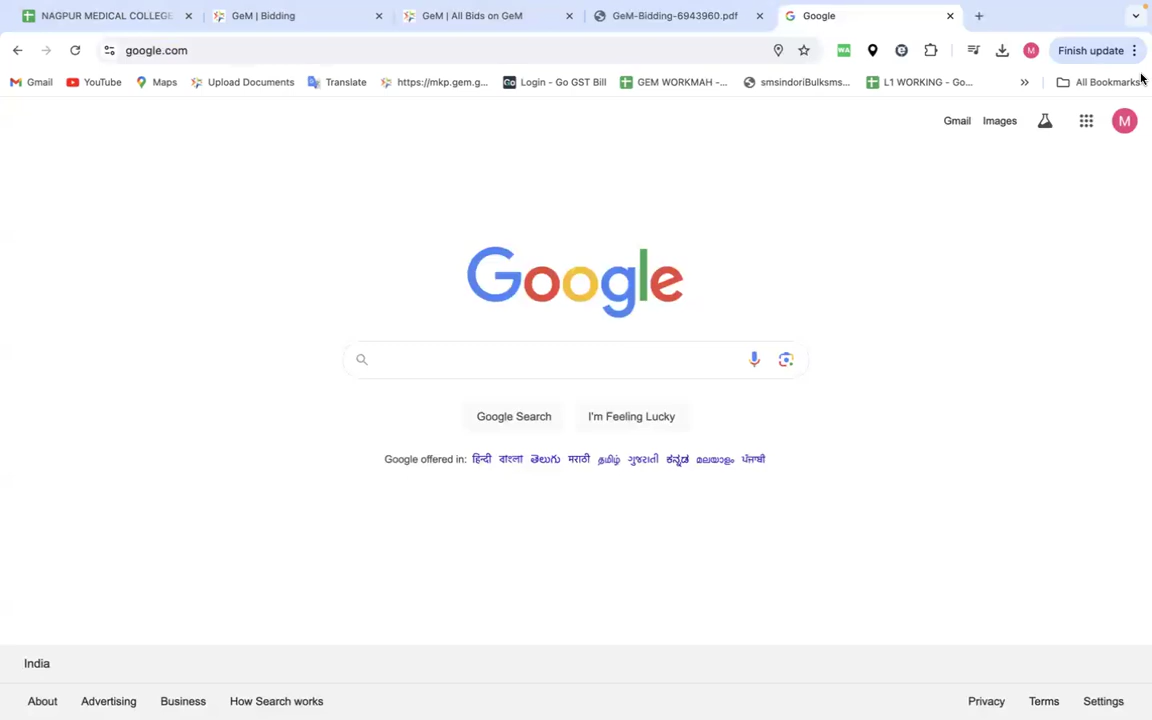 NAGPUR MEDICAL COLLEGE
GeM | Bidding
GeM | All Bids on GeM
GeM-Bidding-6943960.pdf
Google
google.com
WA
M
Finish update
Gmail
YouTube
Maps
Upload Documents
Translate
https://mkp.gem.g...
Go
Login - Go GST Bill
GEM WORKMAH -...
smsindoriBulksms...
L1 WORKING - Go...
All Bookmarks
Gmail
Images
M
Google
Google Search
I'm Feeling Lucky
Google offered in: हिन्दी বাংলা తెలుగు मराठी தமிழ் ગુજરાતી ಕನ್ನಡ മലയാളം ਪੰਜਾਬੀ
India
About
Advertising
Business
How Search works
Privacy
Terms
Settings